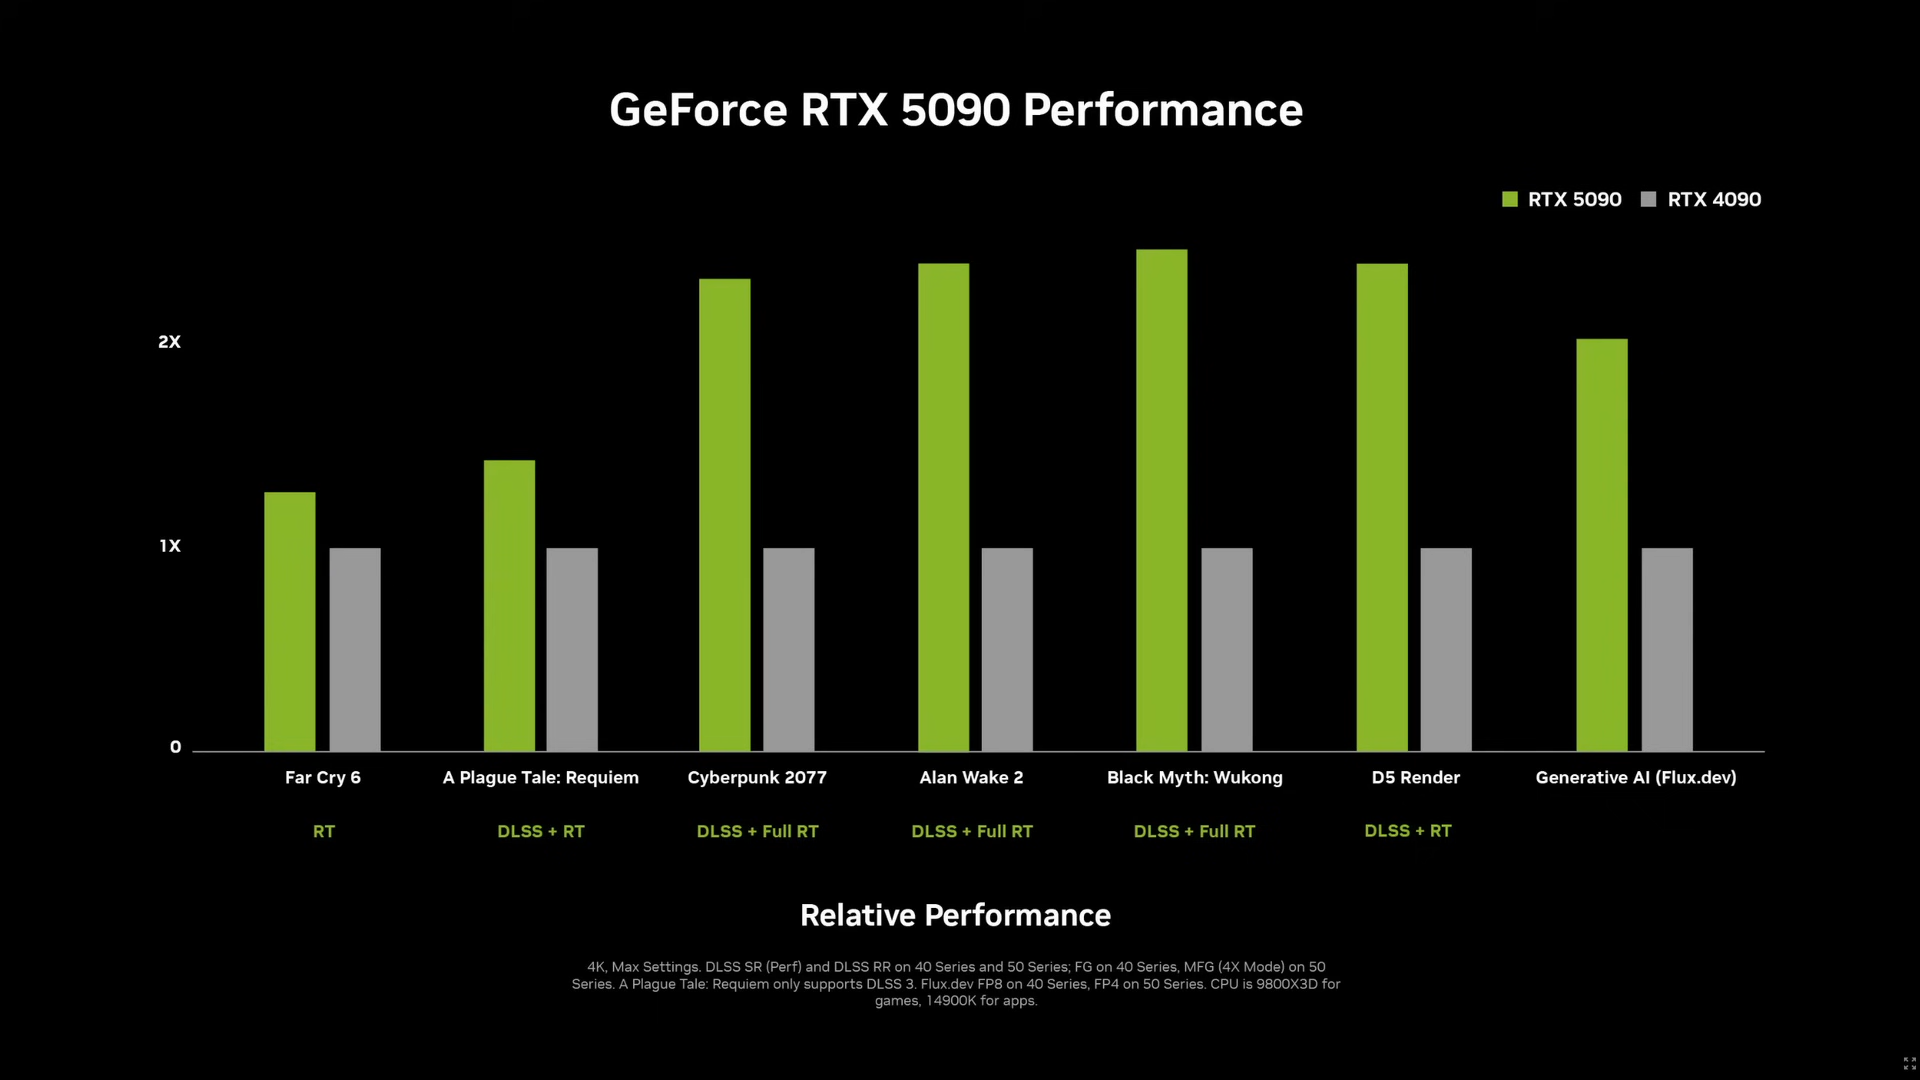 GeForce RTX 5090 Performance
RTX 5090 RTX 4090
2X
1X
0
Far Cry 6 A Plague Tale: Requiem Cyberpunk 2077 Alan Wake 2 Black Myth: Wukong D5 Render Generative AI (Flux.dev)
RT DLSS + RT DLSS + Full RT DLSS + Full RT DLSS + Full RT DLSS + RT
Relative Performance
4K, Max Settings. DLSS SR (Perf) and DLSS RR on 40 Series and 50 Series; FG on 40 Series, MFG (4X Mode) on 50
Series. A Plague Tale: Requiem only supports DLSS 3. Flux.dev FP8 on 40 Series, FP4 on 50 Series. CPU is 9800X3D for
games, 14900K for apps.